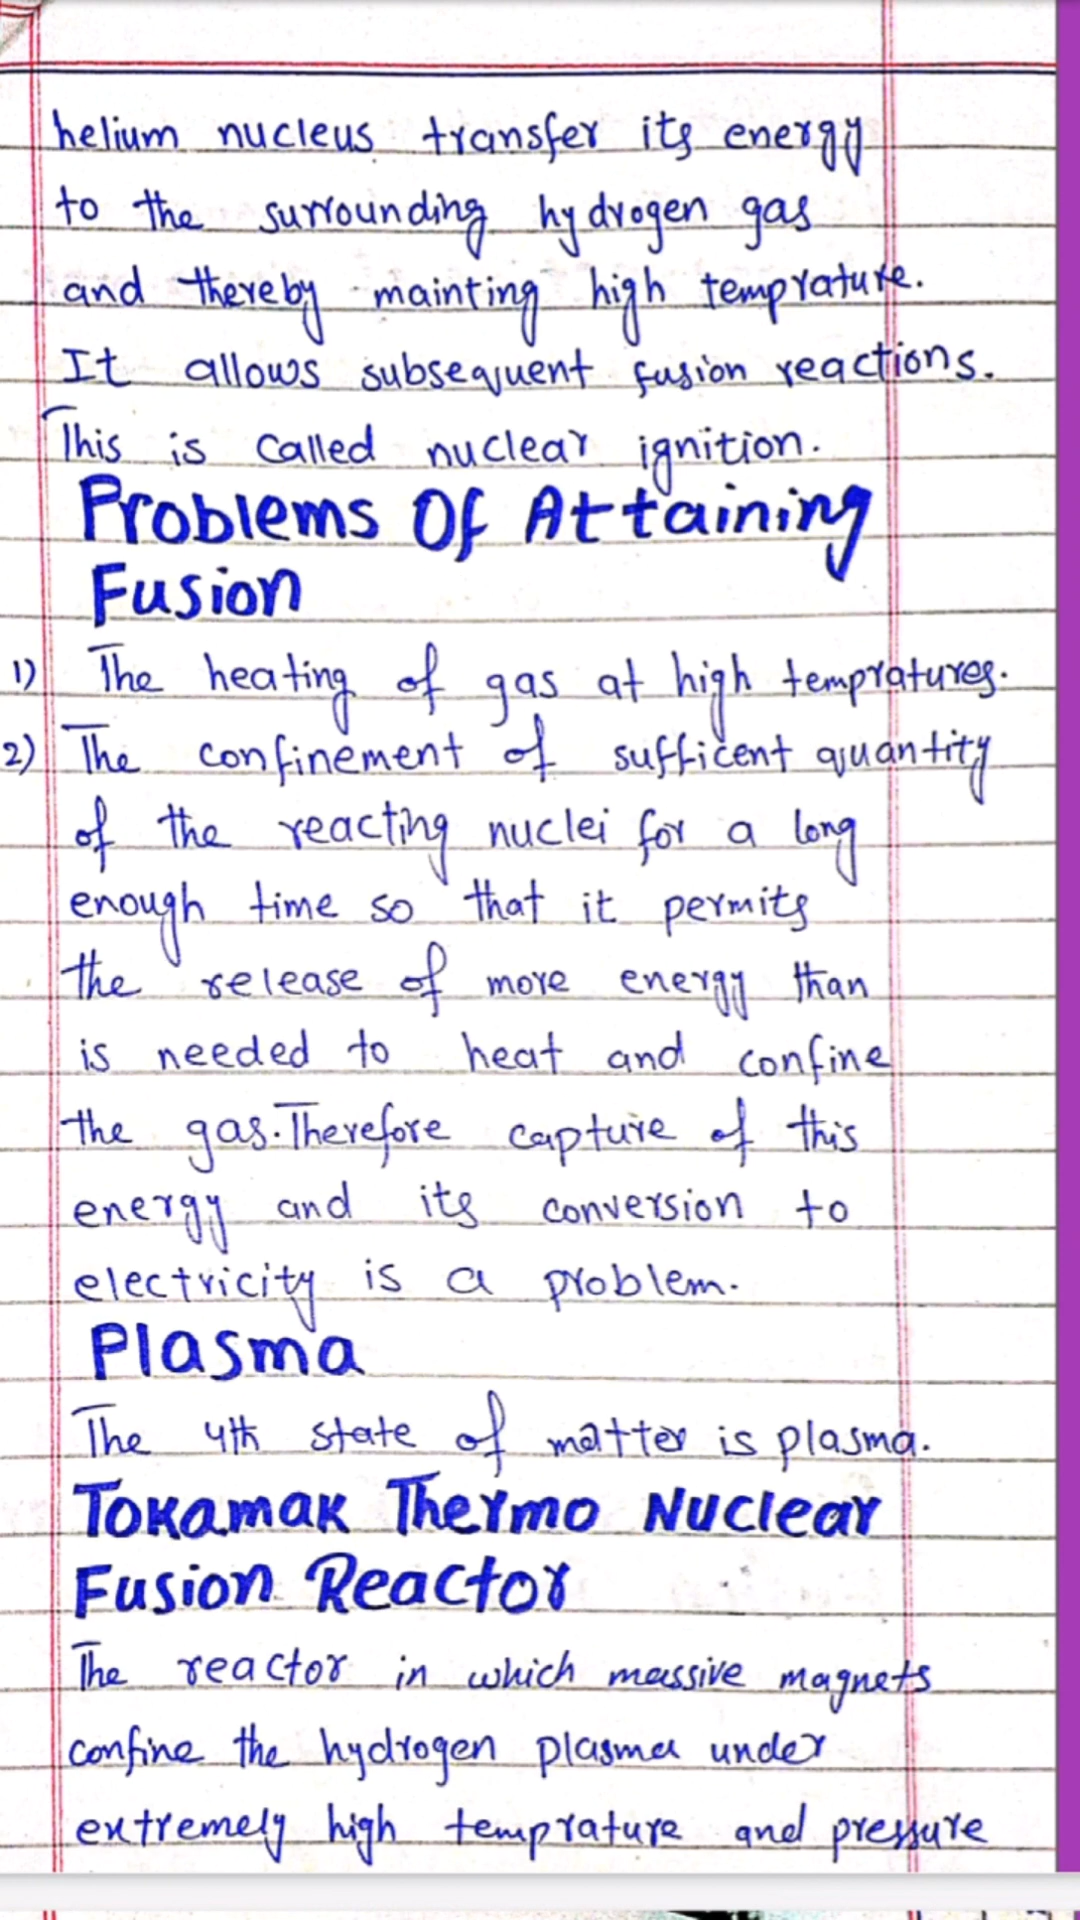 helium nucleus transfer its energy
to the surrounding hydrogen gas
and thereby mainting high temprature.
It allows subsequent fusion reactions.
This is called nuclear ignition.
Problems Of Attaining
Fusion
1) The heating of gas at high tempratures.
2) The confinement of sufficent quantity
of the reacting nuclei for a long
enough time so that it permits
the release of more energy than
is needed to heat and confine
the gas. Therefore capture of this
energy and its conversion to
electricity is a problem.
Plasma
The 4th state of matter is plasma.
Tokamak Thermo Nuclear
Fusion Reactor
The reactor in which massive magnets
confine the hydrogen plasma under
extremely high temprature and pressure